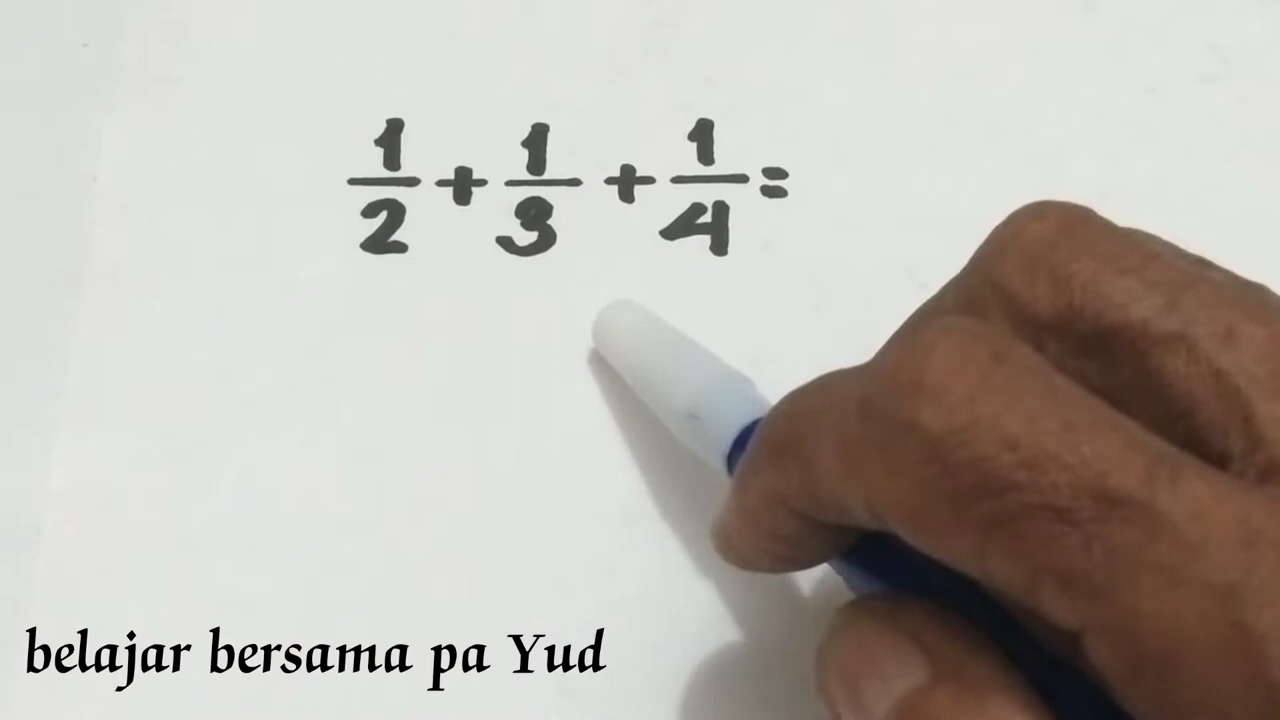 1/2 + 1/3 + 1/4 =
belajar bersama pa Yud